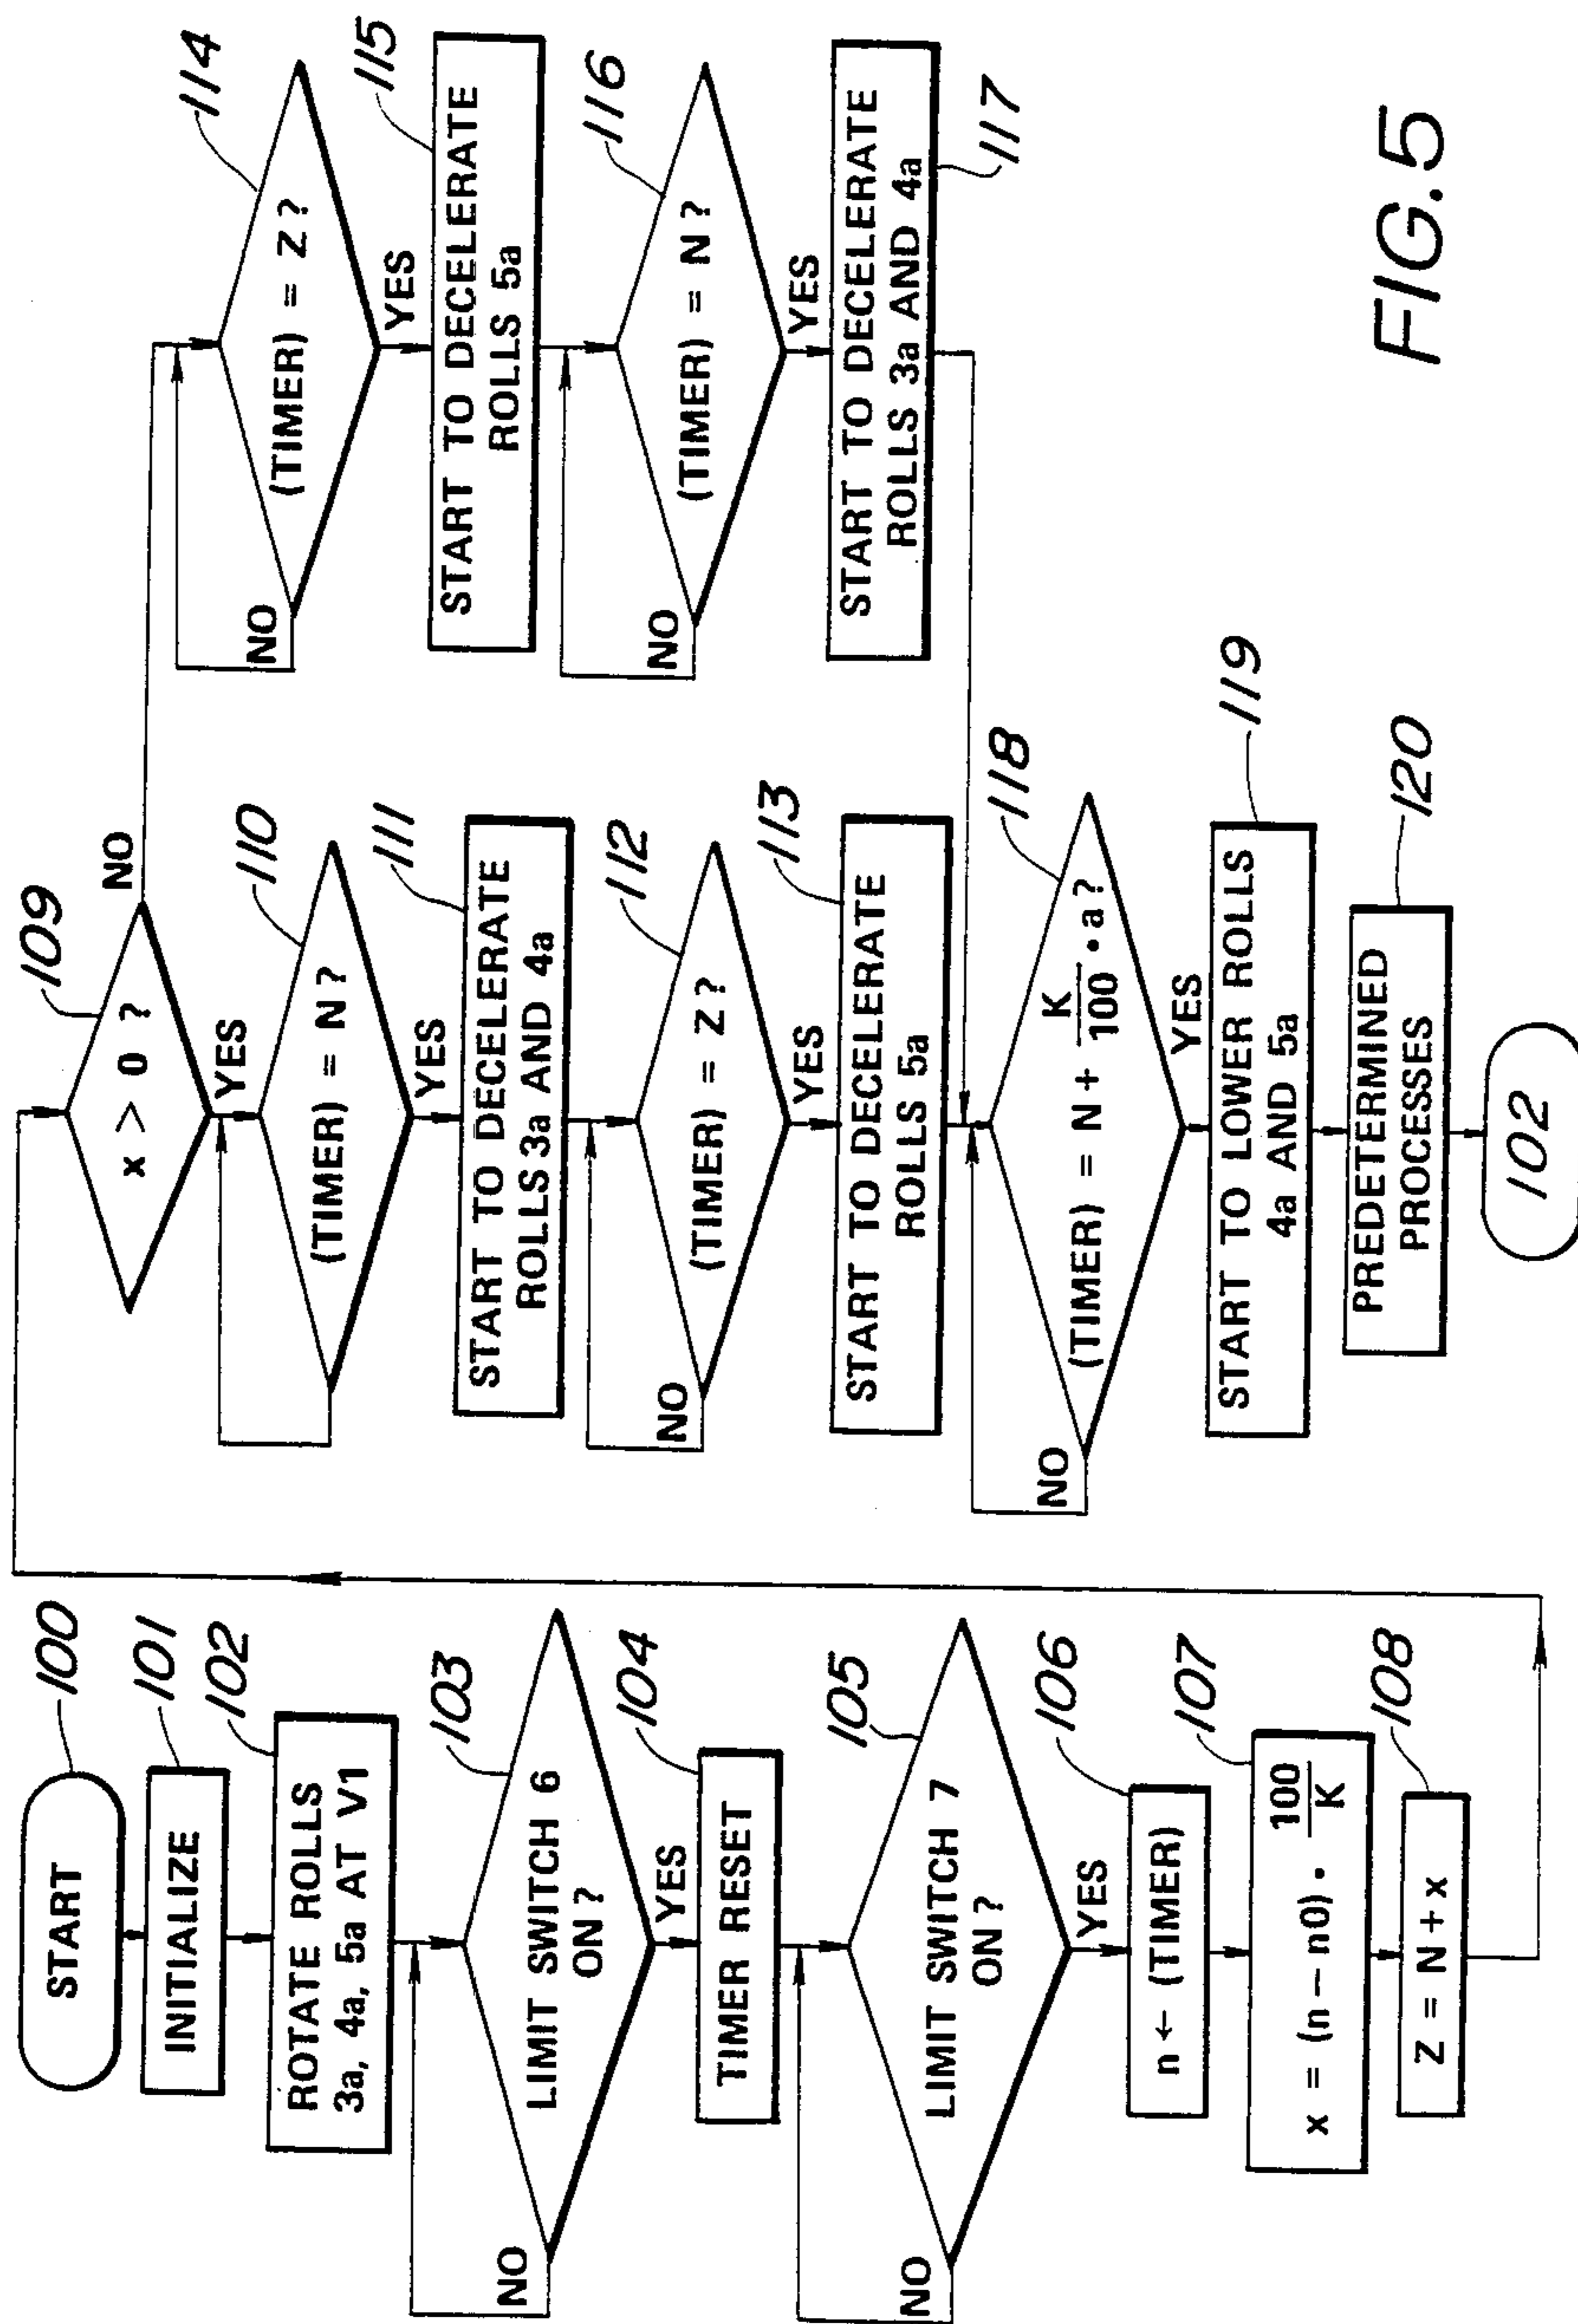 START
100
INITIALIZE
101
ROTATE ROLLS
3a, 4a, 5a AT V1
102
LIMIT SWITCH 6
ON?
103
NO
YES
TIMER RESET
104
LIMIT SWITCH 7
ON?
105
NO
YES
n ← (TIMER)
106
x = (n − n0) · 100/K
107
Z = N + x
108
x > 0 ?
109
NO
YES
(TIMER) = N ?
110
YES
START TO DECELERATE
ROLLS 3a AND 4a
111
(TIMER) = Z ?
112
NO
YES
START TO DECELERATE
ROLLS 5a
113
(TIMER) = Z ?
114
NO
YES
START TO DECELERATE
ROLLS 5a
115
(TIMER) = N ?
116
NO
YES
START TO DECELERATE
ROLLS 3a AND 4a
117
(TIMER) = N + K/100 · a ?
118
NO
YES
START TO LOWER ROLLS
4a AND 5a
119
PREDETERMINED
PROCESSES
120
102
FIG.5